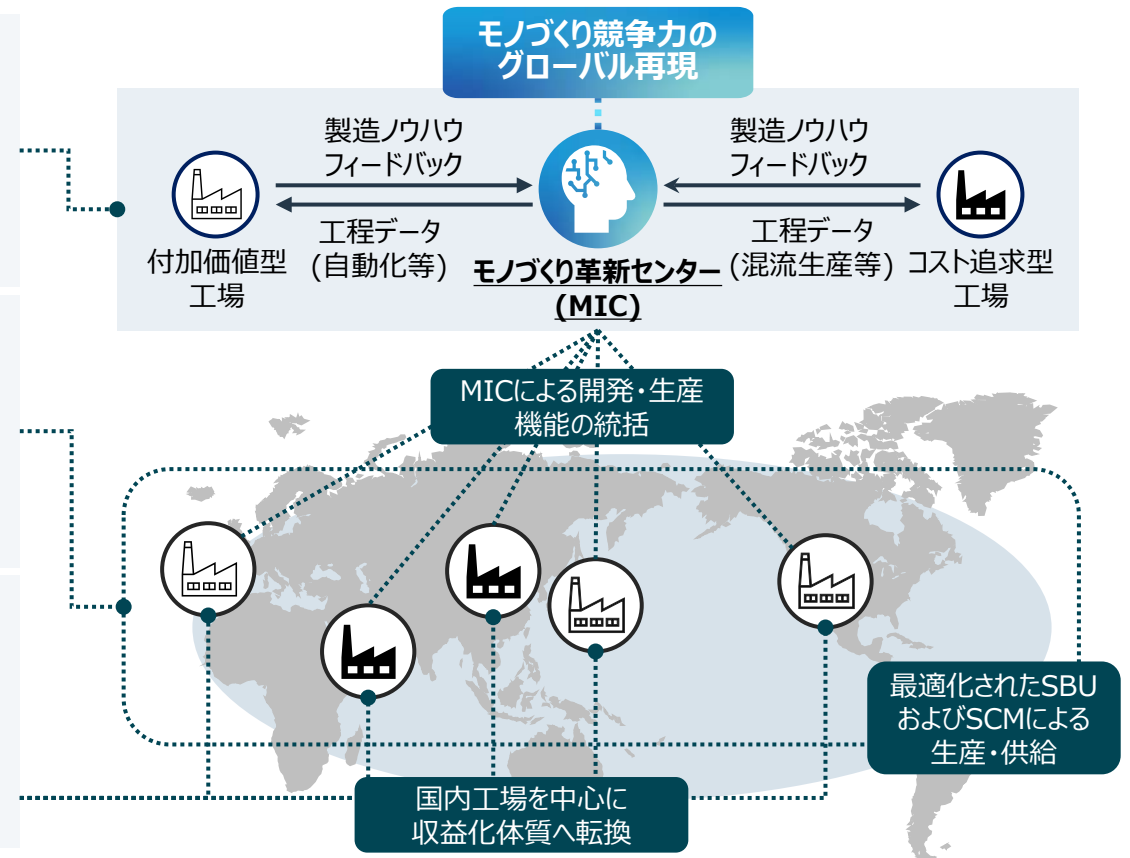 モノづくり競争力の
グローバル再現
製造ノウハウ
フィードバック
製造ノウハウ
フィードバック
工程データ
(自動化等)
工程データ
(混流生産等)
付加価値型
工場
モノづくり革新センター
(MIC)
コスト追求型
工場
MICによる開発・生産
機能の統括
最適化されたSBU
およびSCMによる
生産・供給
国内工場を中心に
収益化体質へ転換